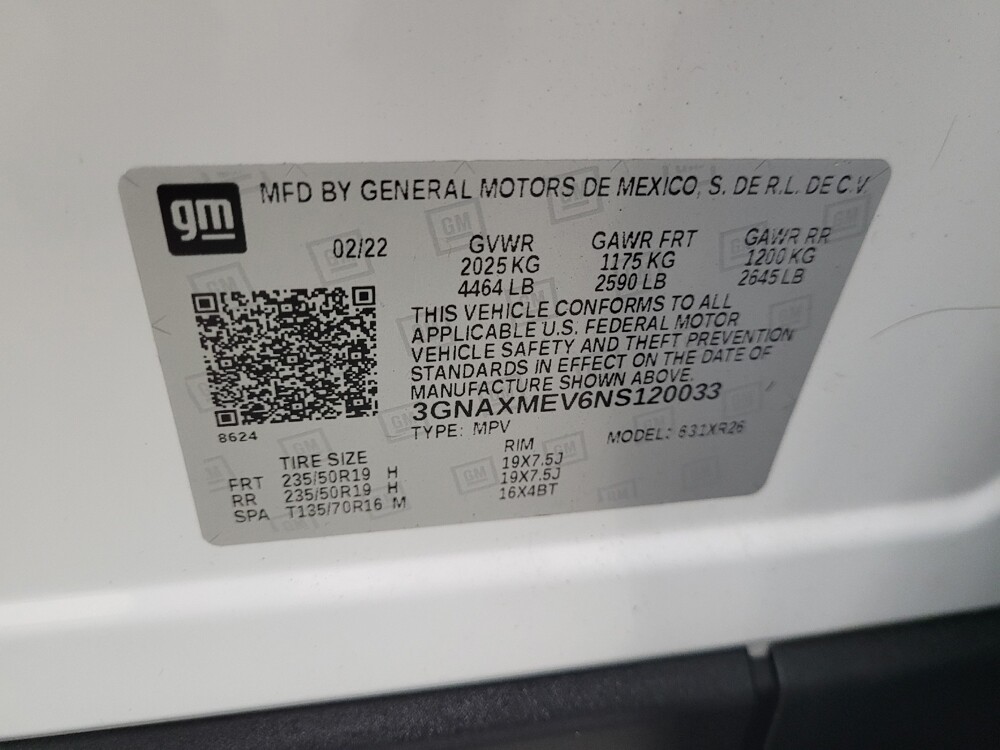 gm
MFD BY GENERAL MOTORS DE MEXICO, S. DE R.L. DE C.V.
02/22 GVWR GAWR FRT GAWR RR
2025 KG 1175 KG 1200 KG
4464 LB 2590 LB 2645 LB
THIS VEHICLE CONFORMS TO ALL
APPLICABLE U.S. FEDERAL MOTOR
VEHICLE SAFETY AND THEFT PREVENTION
STANDARDS IN EFFECT ON THE DATE OF
MANUFACTURE SHOWN ABOVE.
3GNAXMEV6NS120033
8624
TYPE: MPV MODEL: 631XR26
TIRE SIZE RIM
FRT 235/50R19 H 19X7.5J
RR 235/50R19 H 19X7.5J
SPA T135/70R16 M 16X4BT